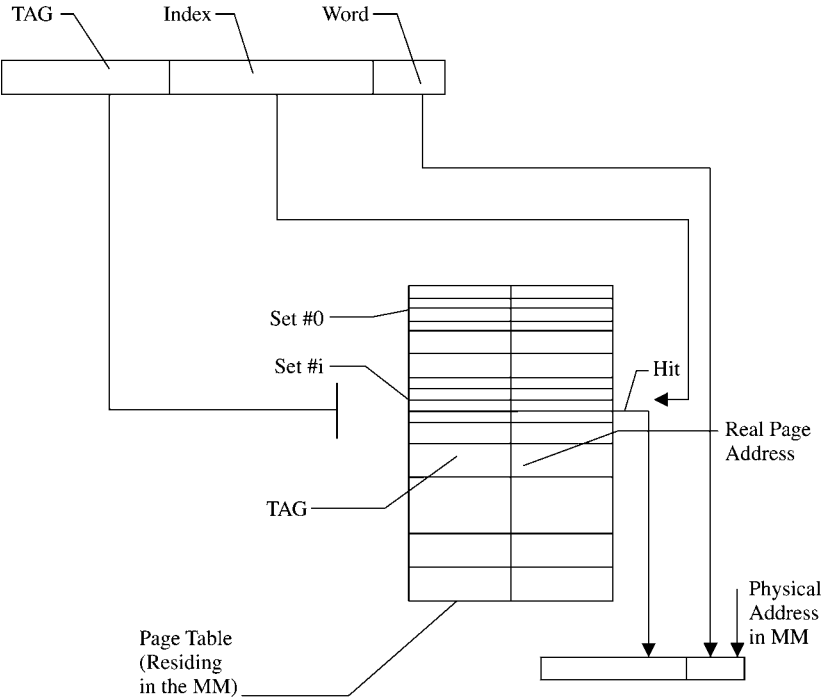 TAG
Index
Word
Set #0
Set #i
Hit
Real Page
Address
TAG
Physical
Address
in MM
Page Table
(Residing
in the MM)